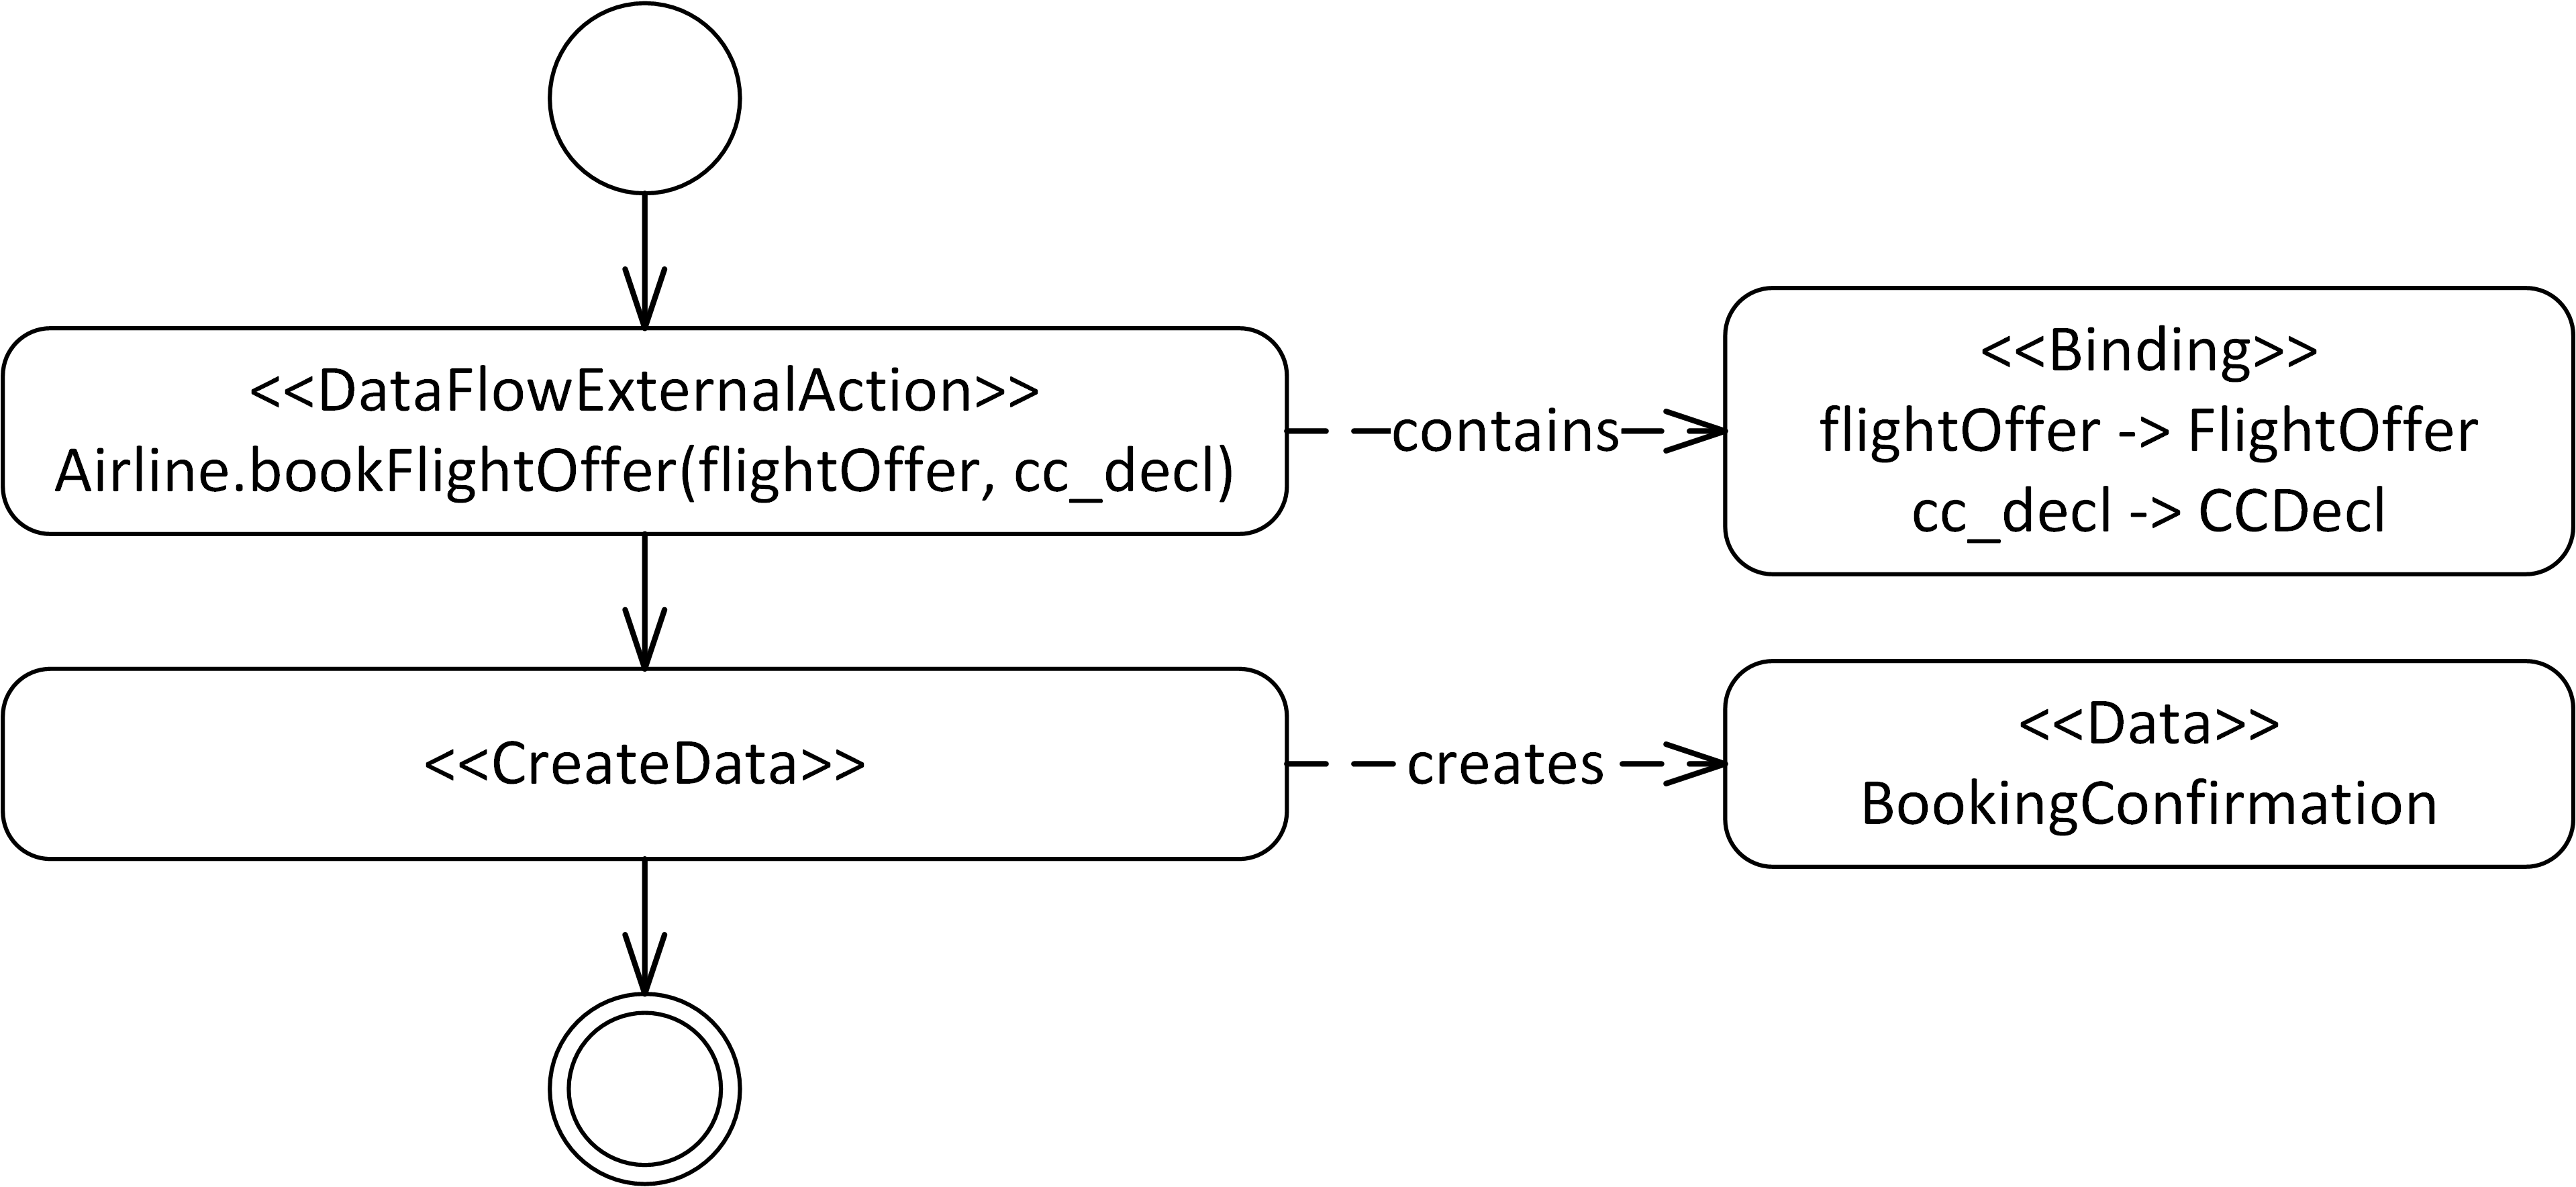 <<DataFlowExternalAction>>
Airline.bookFlightOffer(flightOffer, cc_decl)
contains
<<Binding>>
flightOffer -> FlightOffer
cc_decl -> CCDecl
<<CreateData>>
creates
<<Data>>
BookingConfirmation